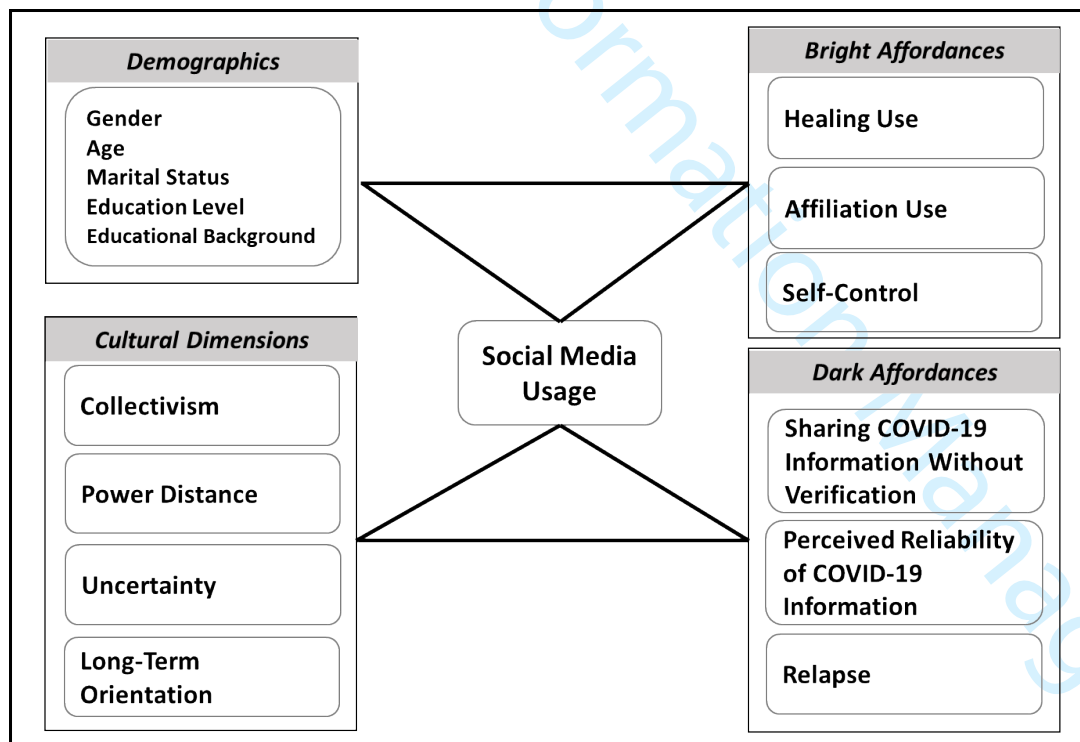 Demographics
Gender
Age
Marital Status
Education Level
Educational Background
Cultural Dimensions
Collectivism
Power Distance
Uncertainty
Long-Term
Orientation
Social Media
Usage
Bright Affordances
Healing Use
Affiliation Use
Self-Control
Dark Affordances
Sharing COVID-19
Information Without
Verification
Perceived Reliability
of COVID-19
Information
Relapse
ormation Manag